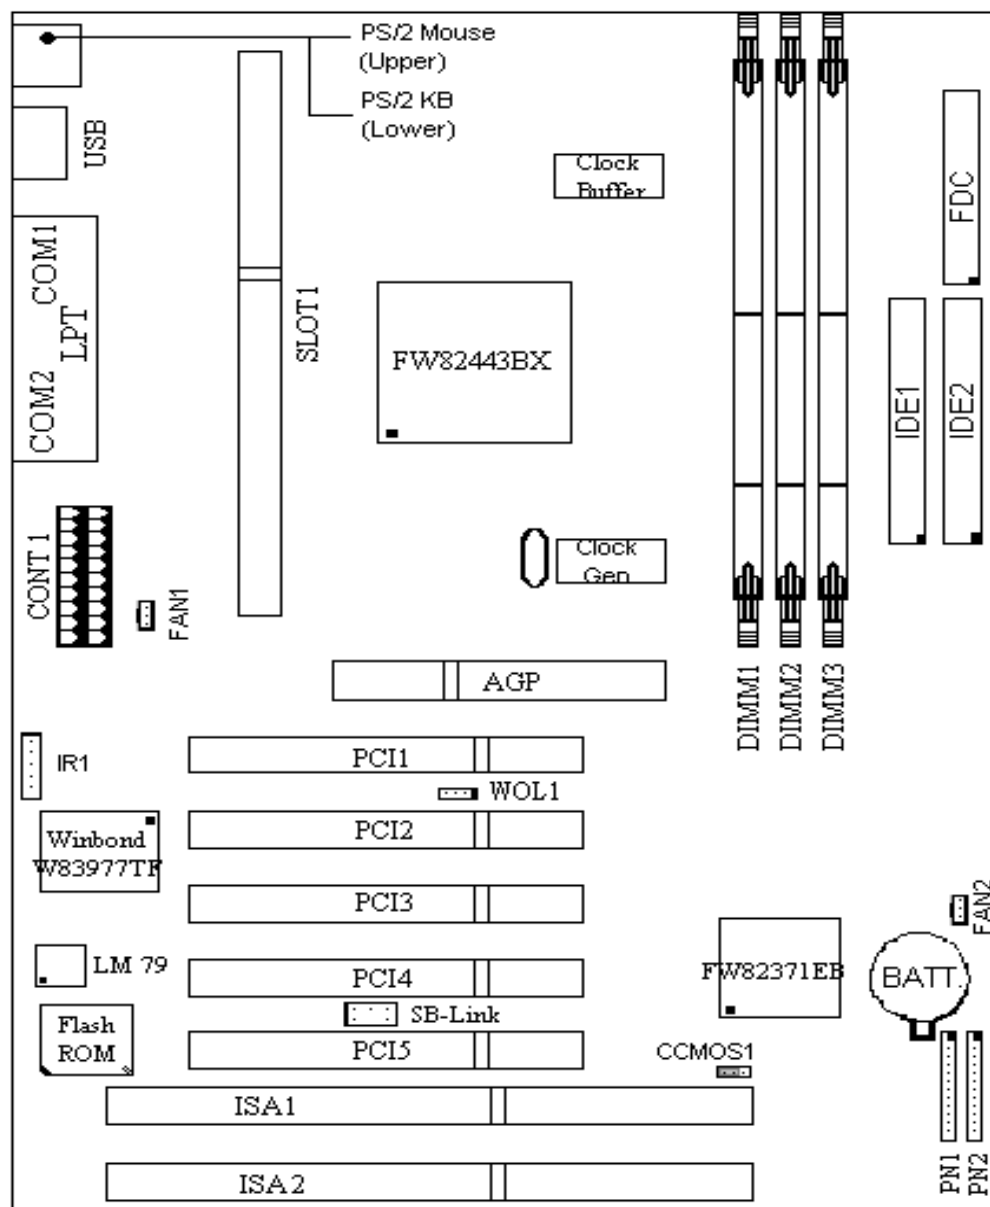 PS/2 Mouse
(Upper)
PS/2 KB
(Lower)
USB
Clock
Buffer
FDC
COM1
LPT
COM2
SLOT1
FW82443BX
IDE1
IDE2
CONT 1
FAN1
Clock
Gen
AGP
DIMM1
DIMM2
DIMM3
IR1
PCI1
WOL1
Winbond
W83977TF
PCI2
PCI3
FAN2
LM 79
PCI4
FW82371EB
BATT.
SB-Link
Flash
ROM
PCI5
CCMOS1
ISA1
PN1
PN2
ISA2